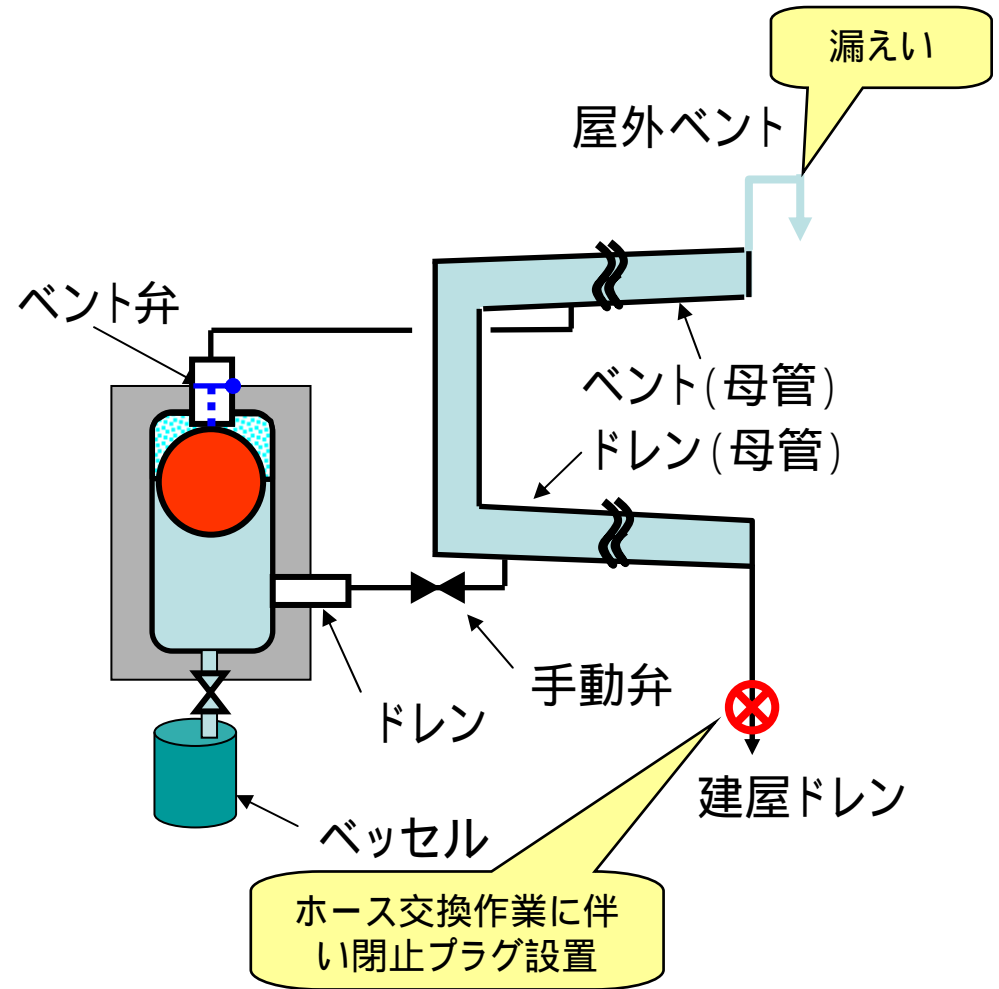 漏えい
屋外ベント
ベント弁
ベント(母管)
ドレン(母管)
手動弁
ドレン
建屋ドレン
ベッセル
ホース交換作業に伴
い閉止プラグ設置